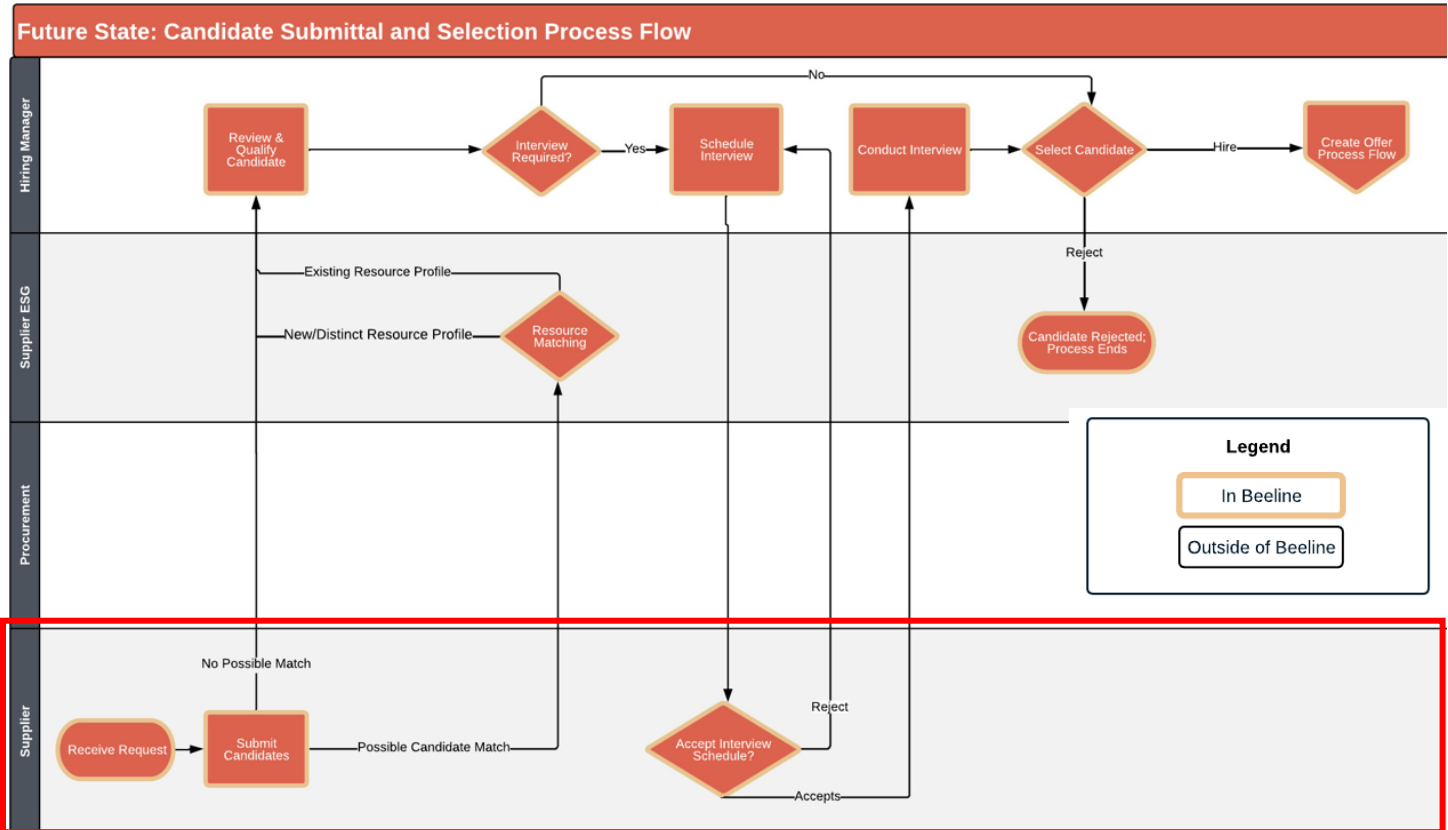 Future State: Candidate Submittal and Selection Process Flow
Hiring Manager
No
Review &
Qualify
Candidate
Interview
Required?
Yes
Schedule
Interview
Conduct Interview
Select Candidate
Hire
Create Offer
Process Flow
Supplier ESG
Existing Resource Profile
New/Distinct Resource Profile
Resource
Matching
Reject
Candidate Rejected;
Process Ends
Procurement
Legend
In Beeline
Outside of Beeline
Supplier
No Possible Match
Receive Request
Submit
Candidates
Possible Candidate Match
Accept Interview
Schedule?
Reject
Accepts